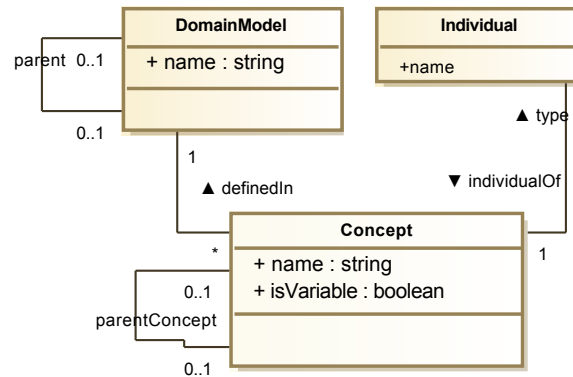 DomainModel
+ name : string
parent 0..1
0..1
Individual
+name
▲ type
▼ individualOf
1
▲ definedIn
*
1
Concept
+ name : string
+ isVariable : boolean
0..1
parentConcept
0..1